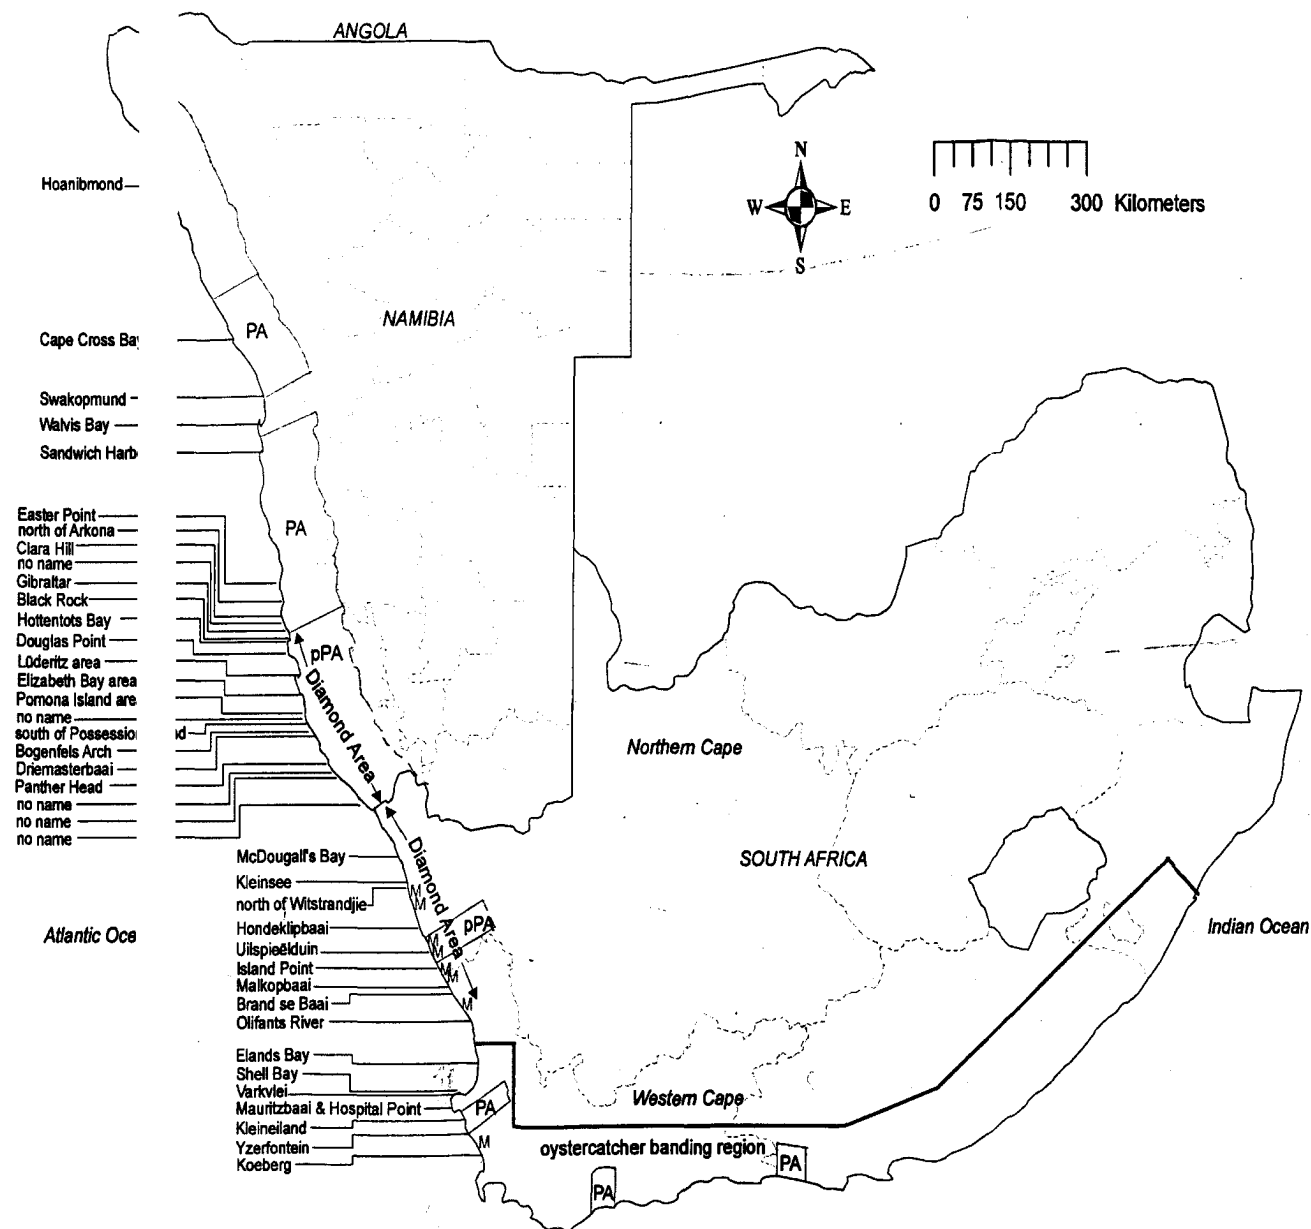 ANGOLA
N
W E
S
0 75 150 300 Kilometers
Hoanibmond
NAMIBIA
PA
Cape Cross Bay
Swakopmund
Walvis Bay
Sandwich Harb
PA
Easter Point
north of Arkona
Clara Hill
no name
Gibraltar
Black Rock
Hottentots Bay
Douglas Point
Lüderitz area
Elizabeth Bay area
Pomona Island are
no name
south of Possession d
Bogenfels Arch
Driemasterbaai
Panther Head
no name
no name
no name
pPA
Diamond Area
Northern Cape
SOUTH AFRICA
McDougall's Bay
Kleinsee
north of Witstrandjie
Hondeklipbaai
Uilspieëlduin
Island Point
Malkopbaai
Brand se Baai
Olifants River
M
M
Diamond Area
pPA
M
M
M
M
M
Atlantic Oce
Indian Ocean
Elands Bay
Shell Bay
Varkvlei
Mauritzbaai & Hospital Point
Kleineiland
Yzerfontein
Koeberg
PA
M
Western Cape
oystercatcher banding region
PA
PA